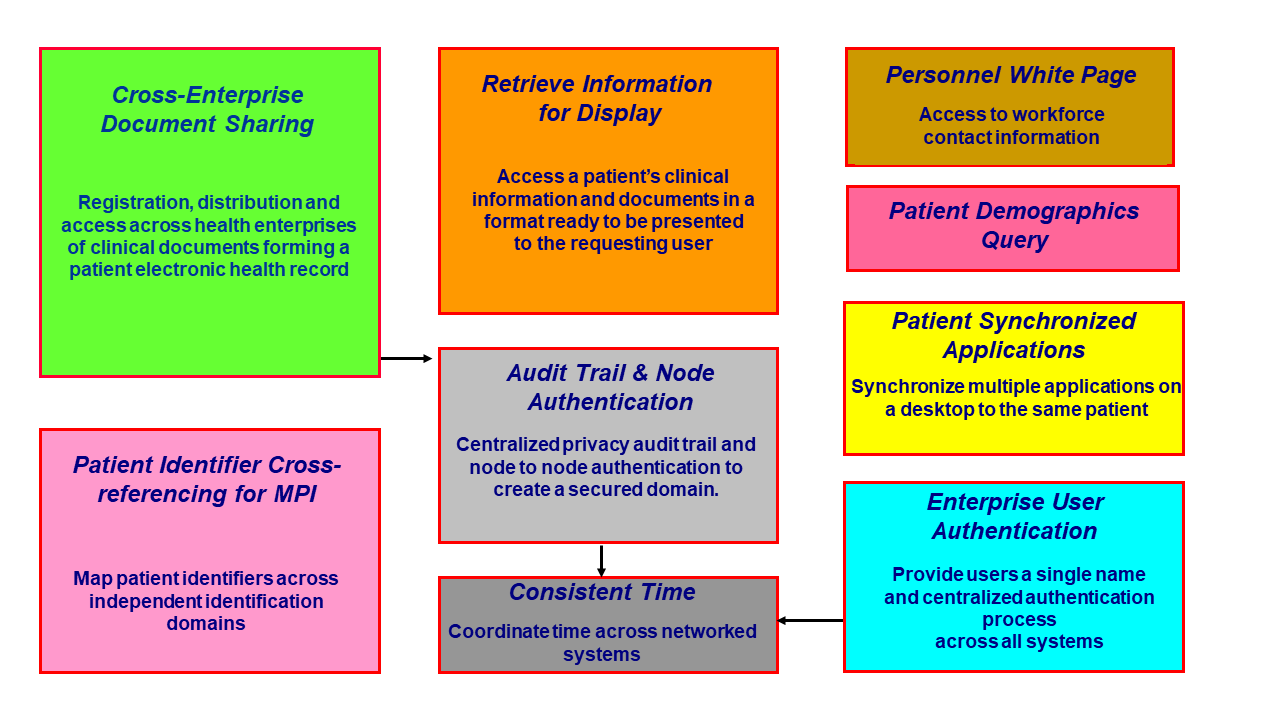 Cross-Enterprise
Document Sharing
Registration, distribution and
access across health enterprises
of clinical documents forming a
patient electronic health record
Patient Identifier Cross-
referencing for MPI
Map patient identifiers across
independent identification
domains
Retrieve Information
for Display
Access a patient’s clinical
information and documents in a
format ready to be presented
to the requesting user
Audit Trail & Node
Authentication
Centralized privacy audit trail and
node to node authentication to
create a secured domain.
Consistent Time
Coordinate time across networked
systems
Personnel White Page
Access to workforce
contact information
Patient Demographics
Query
Patient Synchronized
Applications
Synchronize multiple applications on
a desktop to the same patient
Enterprise User
Authentication
Provide users a single name
and centralized authentication
process
across all systems